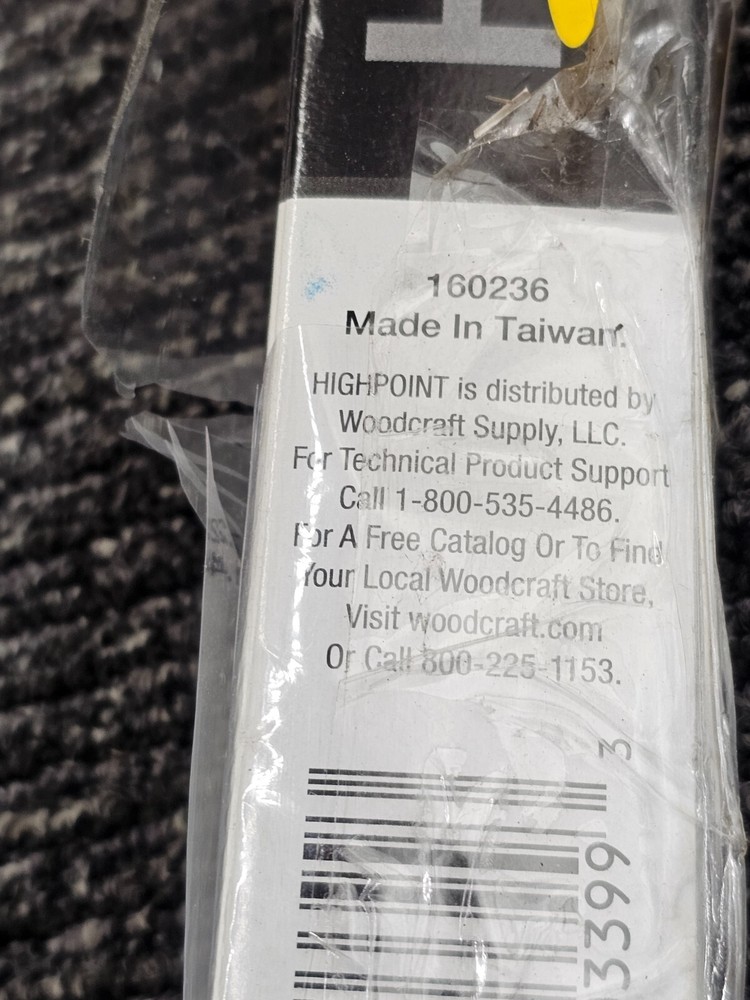 H
160236
Made In Taiwan.
HIGHPOINT is distributed by
Woodcraft Supply, LLC.
For Technical Product Support
Call 1-800-535-4486.
For A Free Catalog Or To Find
Your Local Woodcraft Store,
Visit woodcraft.com
Or Call 800-225-1153.
3399 3